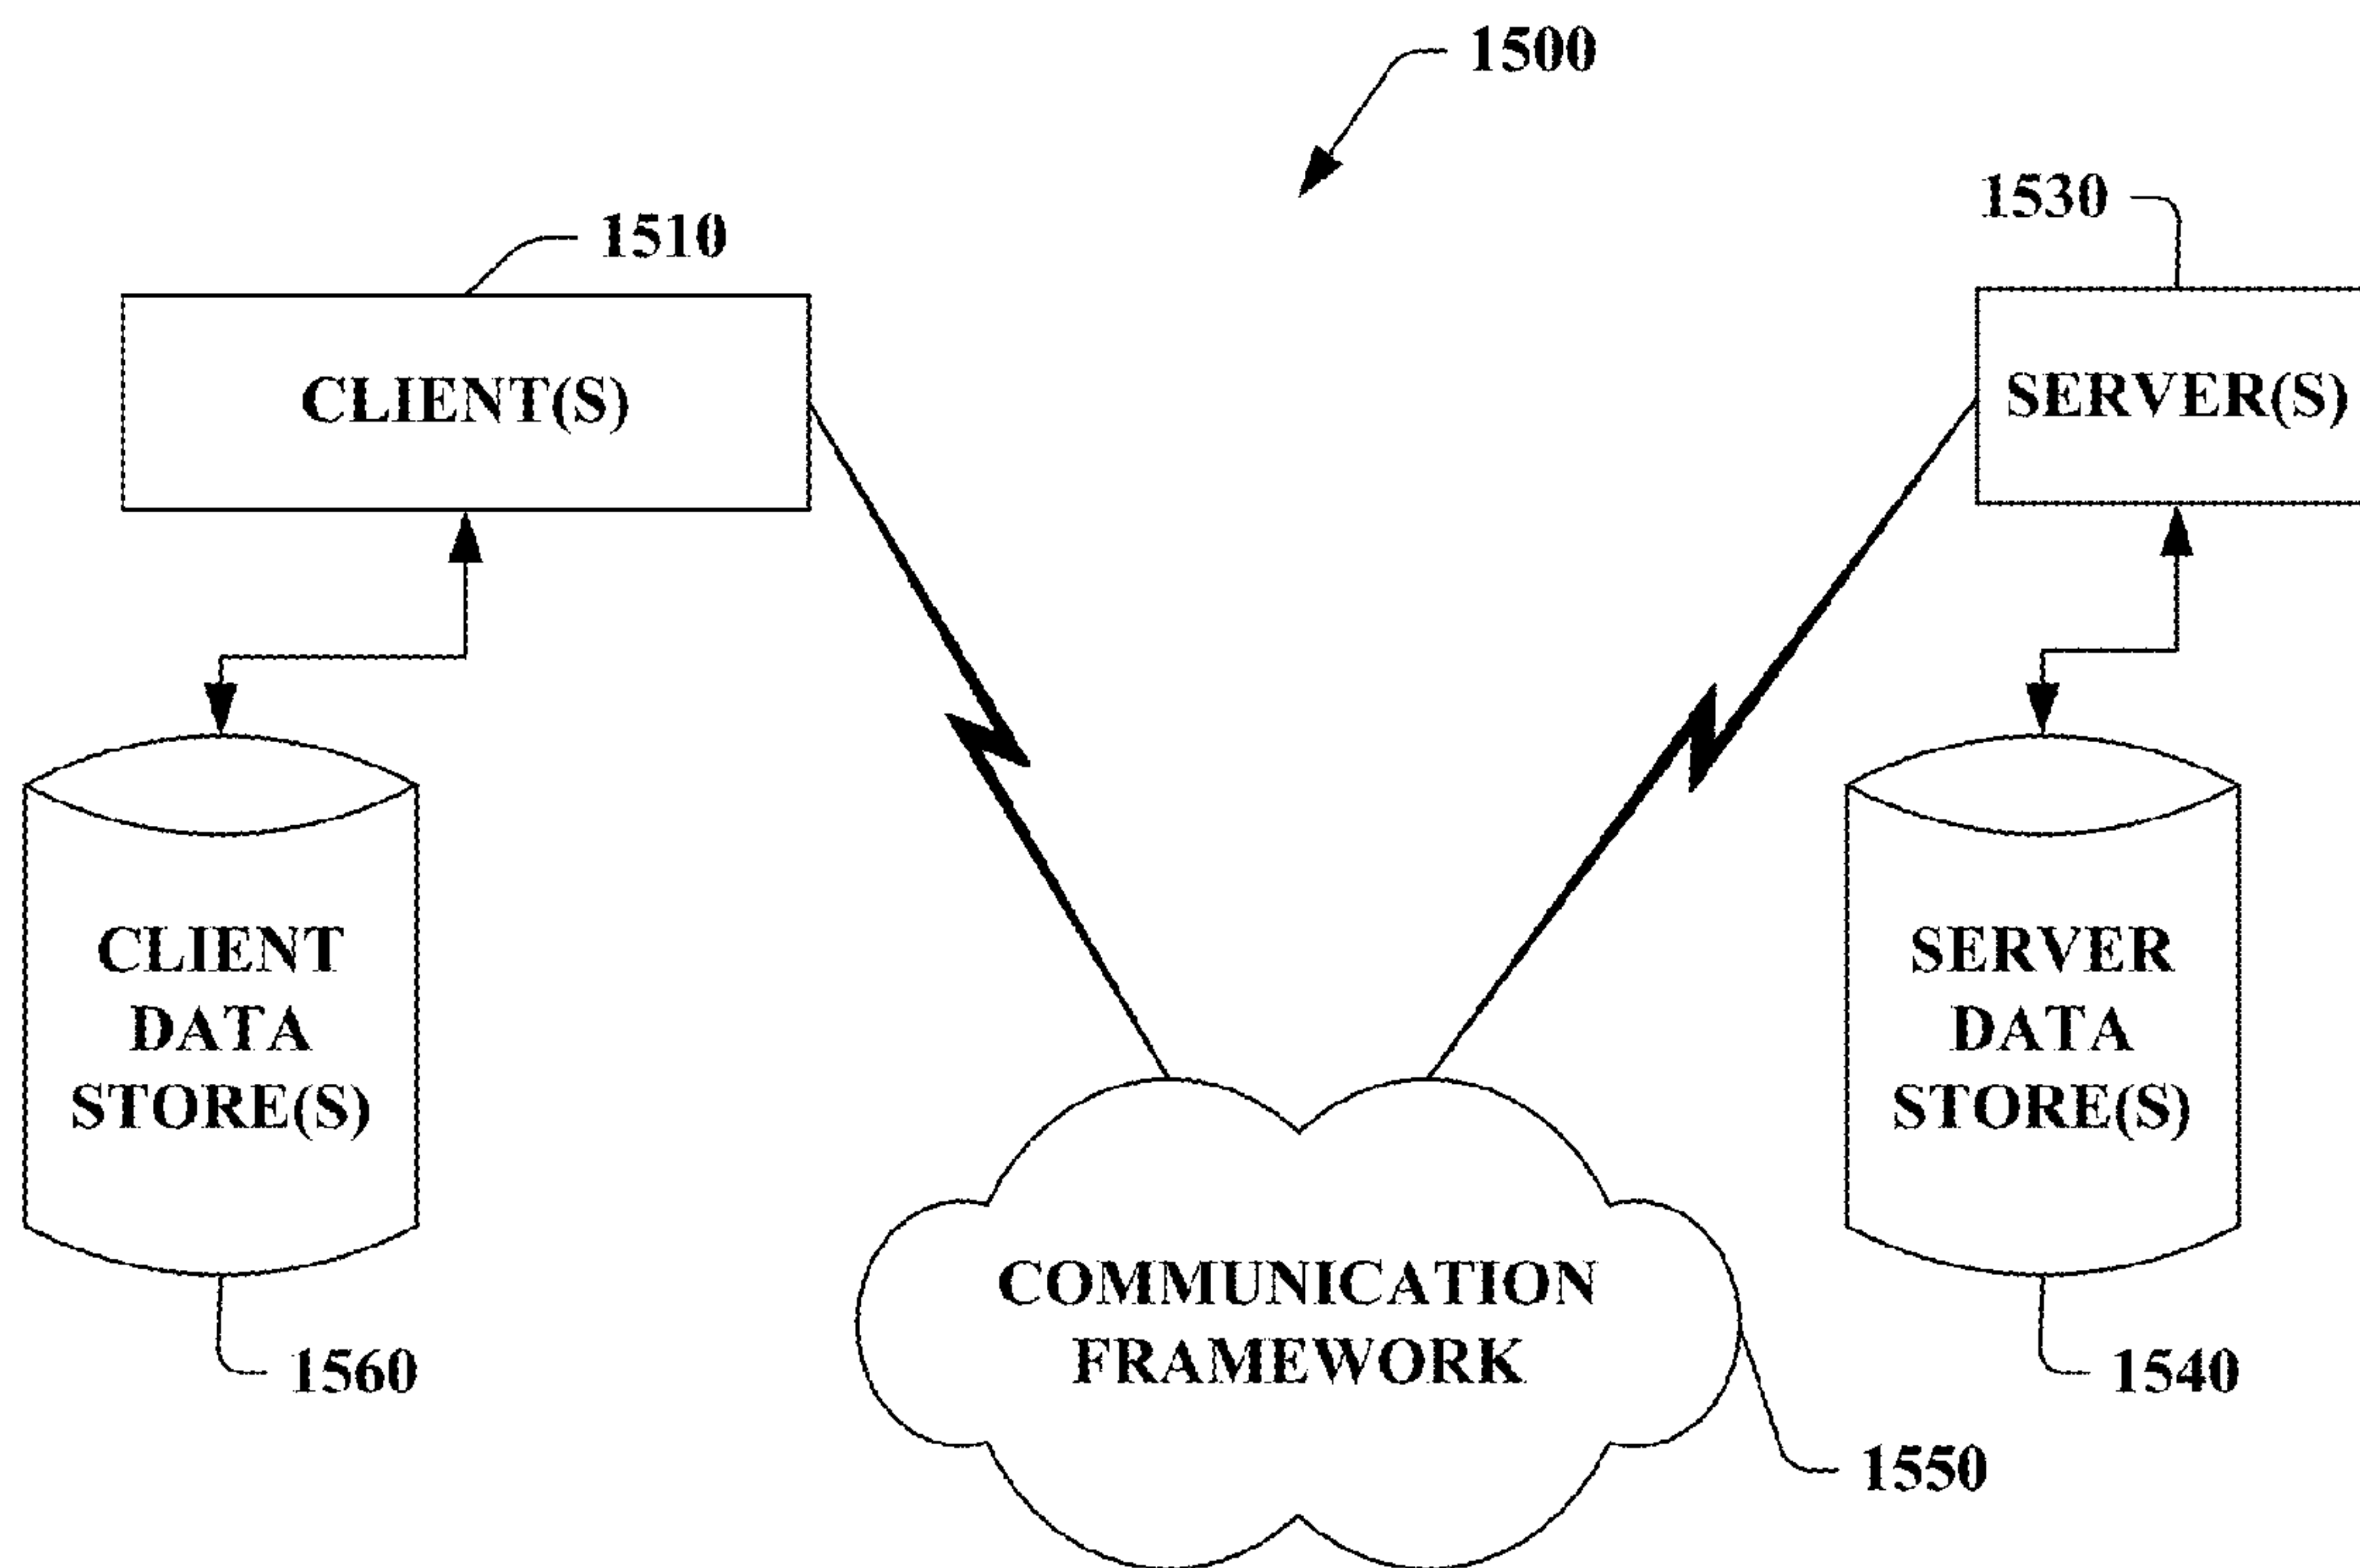 1500
1530
1510
CLIENT(S)
SERVER(S)
CLIENT
DATA
STORE(S)
SERVER
DATA
STORE(S)
COMMUNICATION
FRAMEWORK
1560
1540
1550